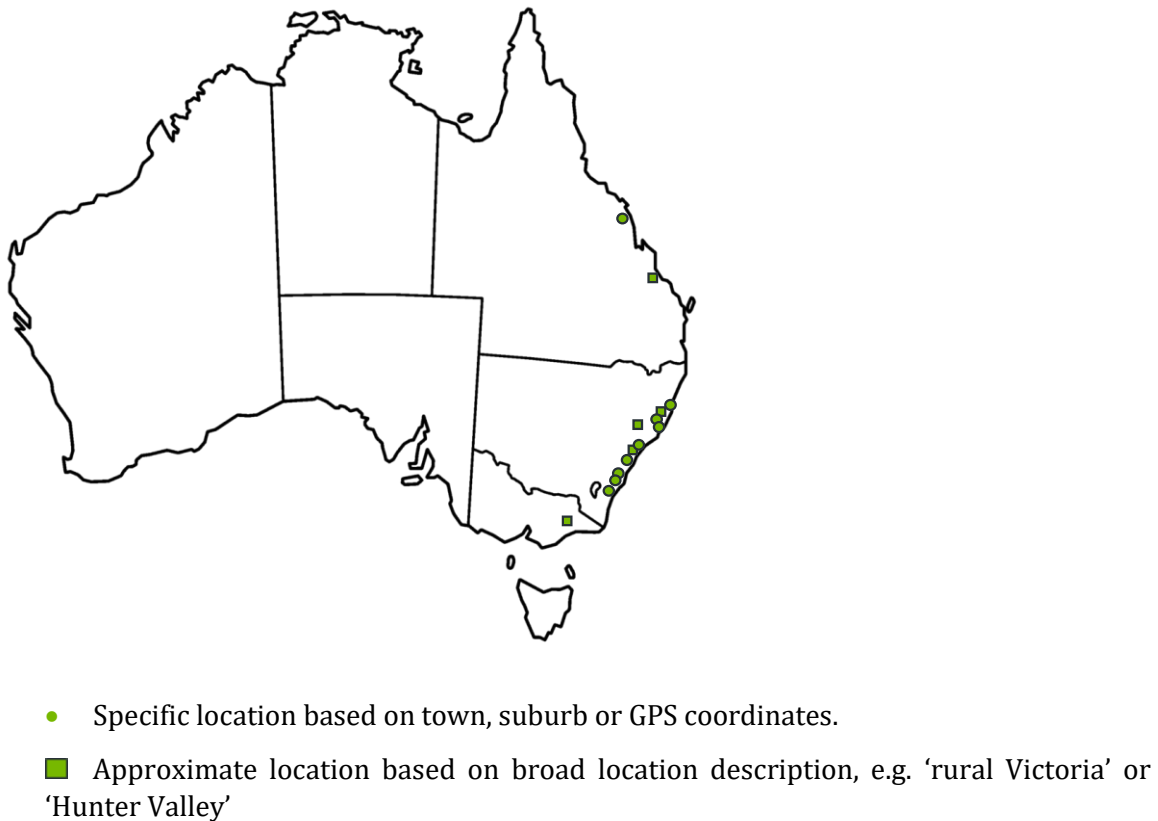 • Specific location based on town, suburb or GPS coordinates.
Approximate location based on broad location description, e.g. ‘rural Victoria’ or
‘Hunter Valley’